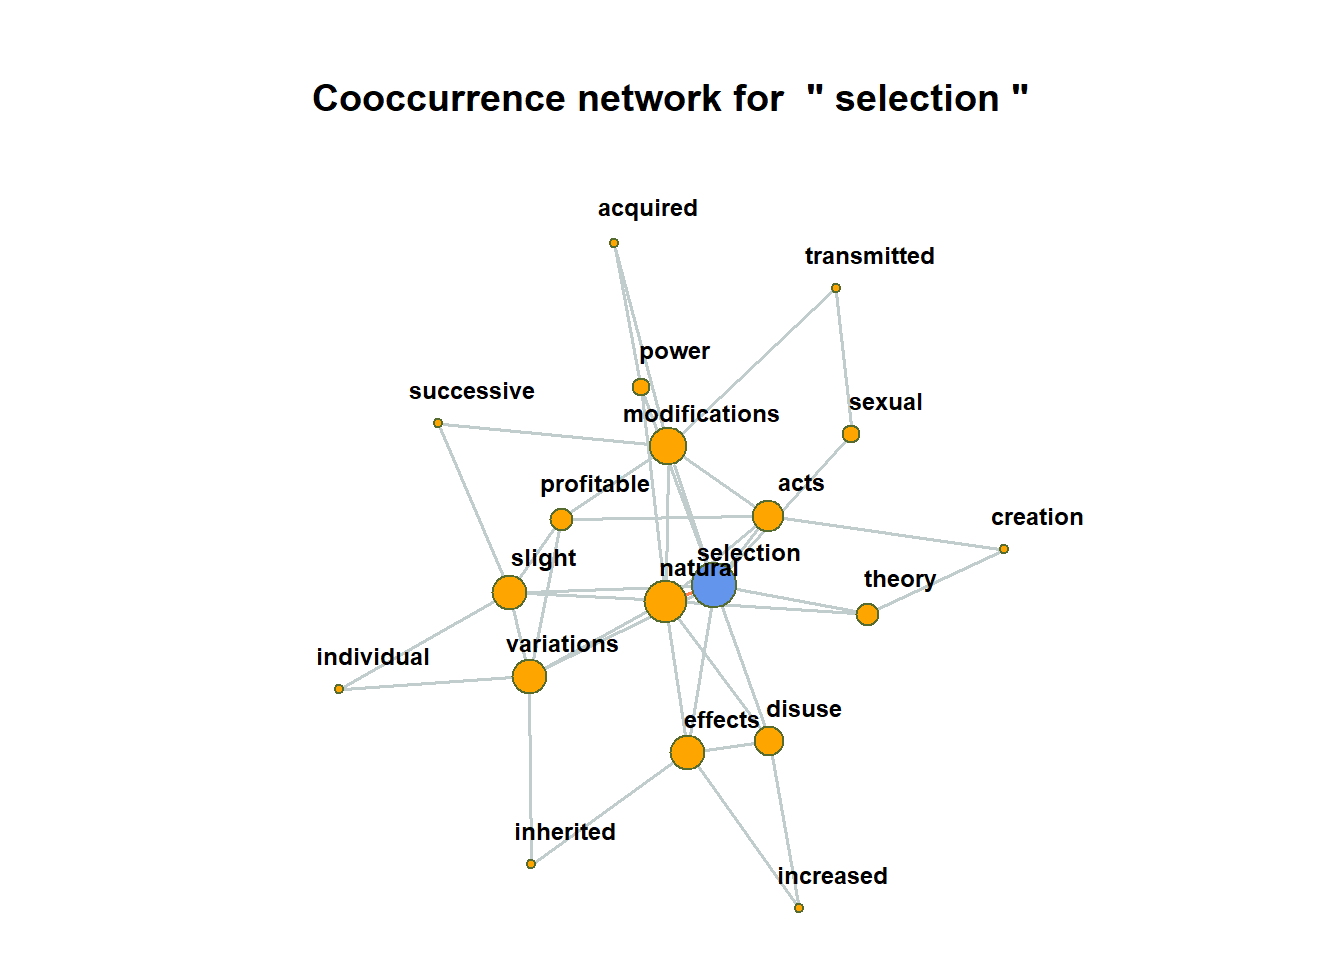 Cooccurrence network for " selection "
acquired
transmitted
power
successive
sexual
modifications
profitable
acts
creation
selection
slight
natural
theory
variations
individual
disuse
effects
inherited
increased